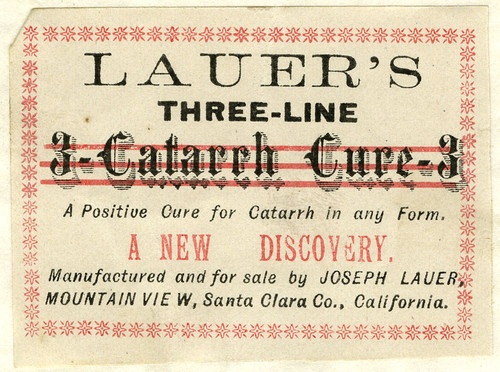 LAUER'S
THREE-LINE
3-Catarrh Cure-3
A Positive Cure for Catarrh in any Form.
A NEW DISCOVERY.
Manufactured and for sale by JOSEPH LAUER,
MOUNTAIN VIEW, Santa Clara Co., California.